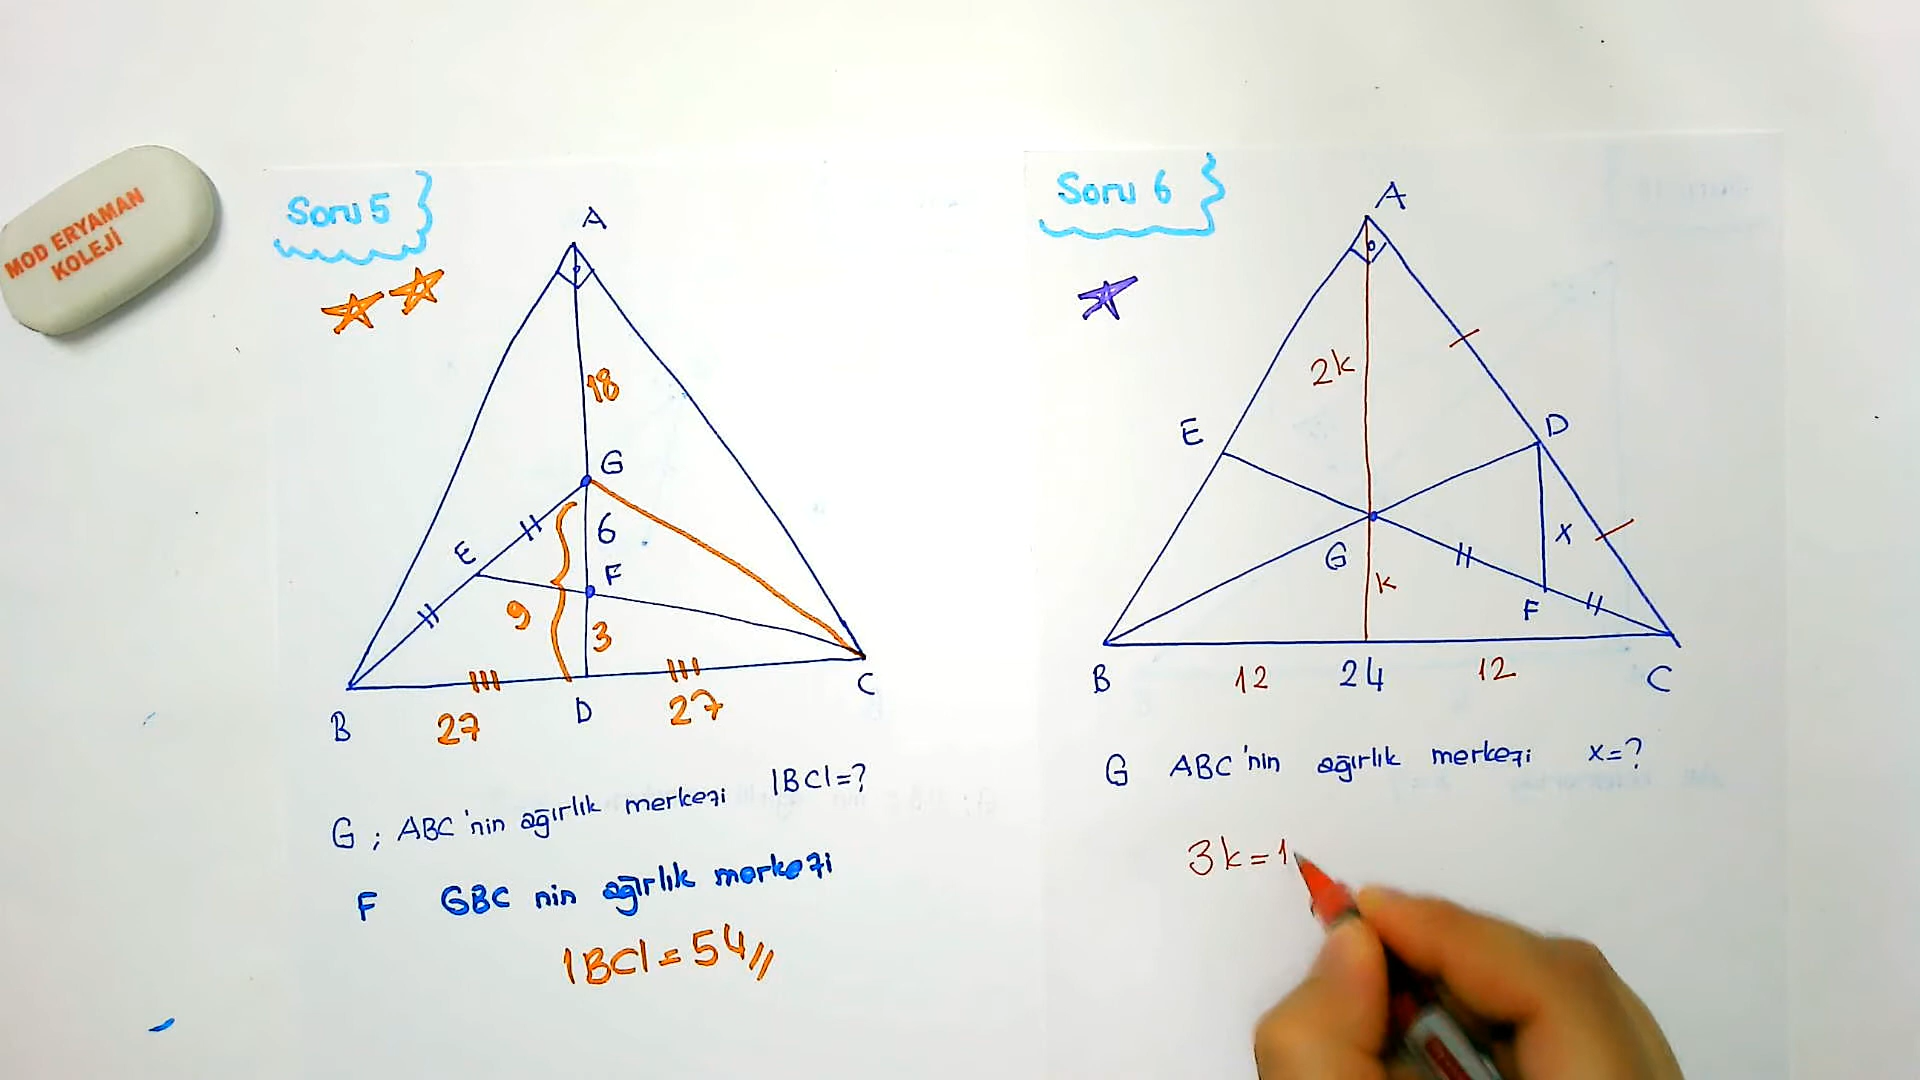 MOD ERYAMAN
KOLEJİ
Soru 5
A
18
G
6
E
F
9
3
B
27
D
27
C
G ; ABC'nin ağırlık merkezi |BC|=?
F GBC nin ağırlık merkezi
|BC| = 54//
Soru 6
A
2k
E
D
G
x
k
F
B
12
24
12
C
G ABC'nin ağırlık merkezi x=?
3k=1